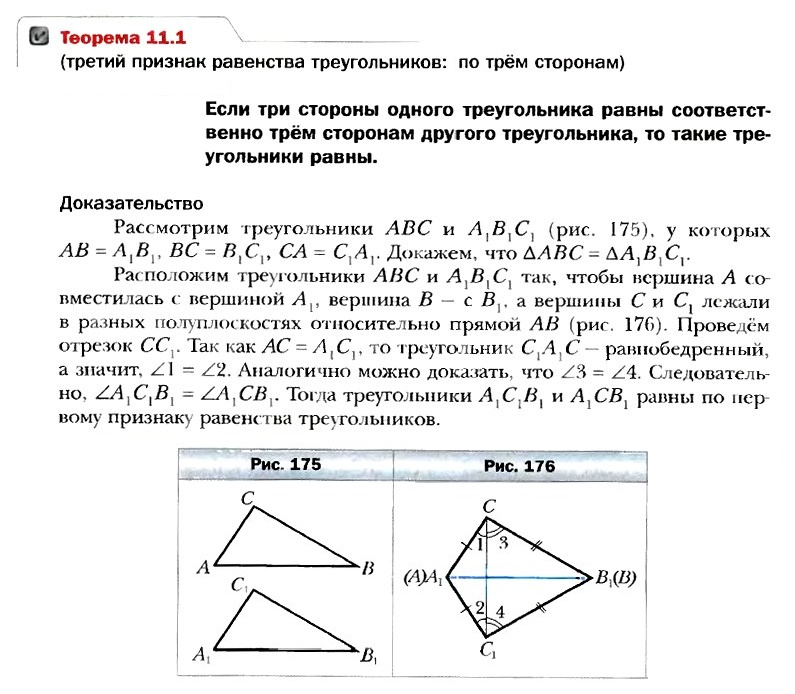 Теорема 11.1
(третий признак равенства треугольников: по трём сторонам)
Если три стороны одного треугольника равны соответст-
венно трём сторонам другого треугольника, то такие тре-
угольники равны.
Доказательство
Рассмотрим треугольники ABC и A₁B₁C₁ (рис. 175), у которых
AB = A₁B₁, BC = B₁C₁, CA = C₁A₁. Докажем, что ΔABC = ΔA₁B₁C₁.
Расположим треугольники ABC и A₁B₁C₁ так, чтобы вершина A со-
вместилась с вершиной A₁, вершина B – с B₁, а вершины C и C₁ лежали
в разных полуплоскостях относительно прямой AB (рис. 176). Проведём
отрезок CC₁. Так как AC = A₁C₁, то треугольник C₁A₁C – равнобедренный,
а значит, ∠1 = ∠2. Аналогично можно доказать, что ∠3 = ∠4. Следователь-
но, ∠A₁C₁B₁ = ∠A₁CB₁. Тогда треугольники A₁C₁B₁ и A₁CB₁ равны по пер-
вому признаку равенства треугольников.
Рис. 175
C
A
B
C₁
A₁
B₁
Рис. 176
C
1 3
(A)A₁
B₁(B)
2 4
C₁